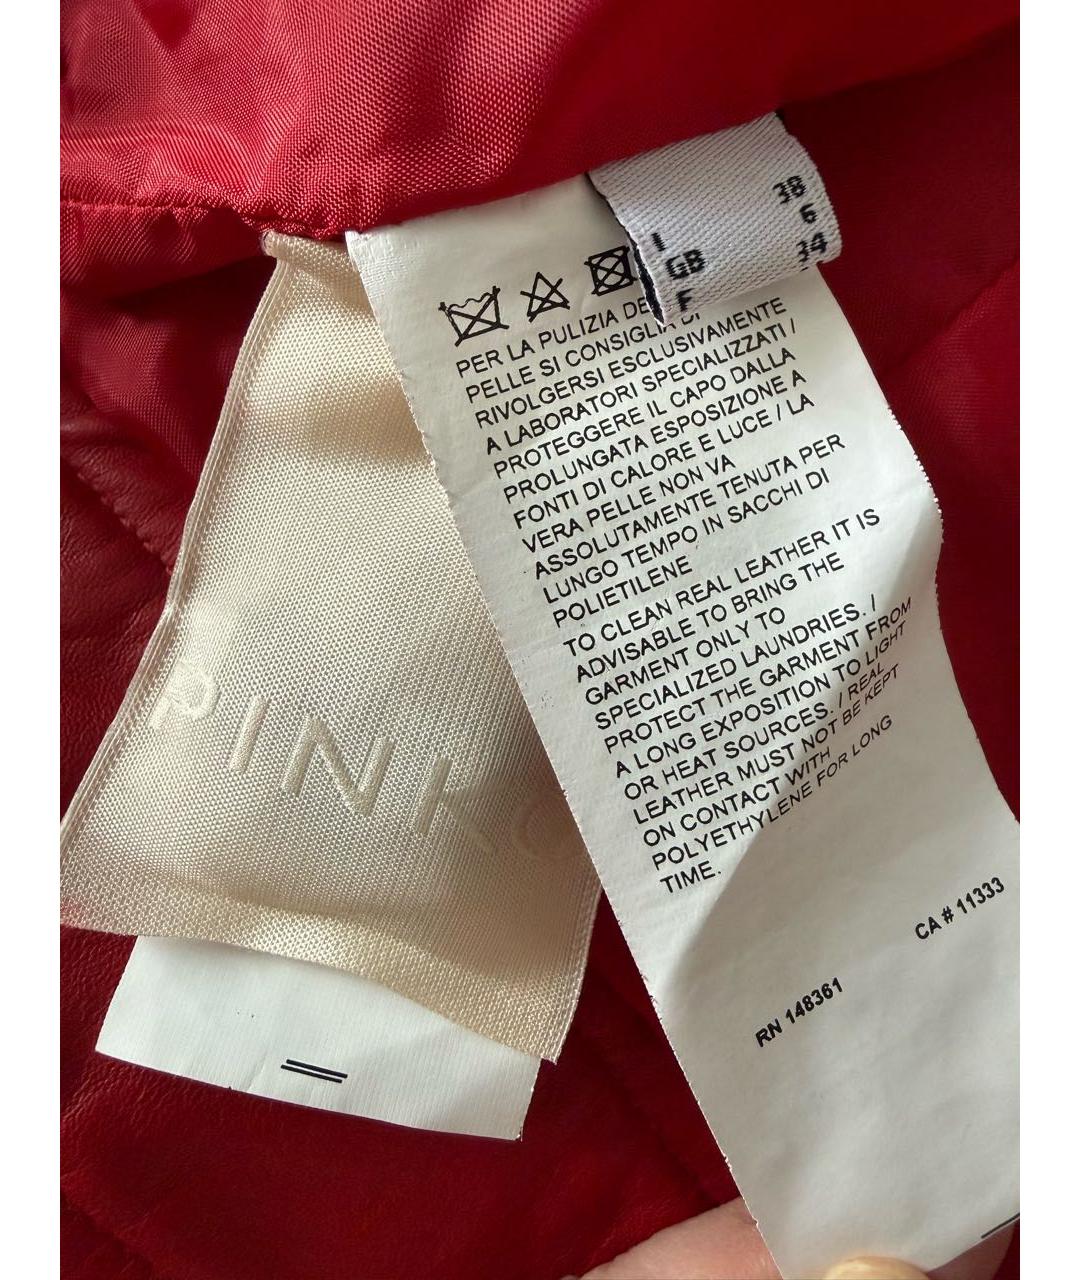 I 38
GB 6
F 34
PER LA PULIZIA
PELLE SI CONSIGLIA DI
RIVOLGERSI ESCLUSIVAMENTE
A LABORATORI SPECIALIZZATI /
PROTEGGERE IL CAPO DALLA
PROLUNGATA ESPOSIZIONE A
FONTI DI CALORE E LUCE / LA
VERA PELLE NON VA
ASSOLUTAMENTE TENUTA PER
LUNGO TEMPO IN SACCHI DI
POLIETILENE
TO CLEAN REAL LEATHER IT IS
ADVISABLE TO BRING THE
GARMENT ONLY TO
SPECIALIZED LAUNDRIES. /
PROTECT THE GARMENT FROM
A LONG EXPOSITION TO LIGHT
OR HEAT SOURCES. / REAL
LEATHER MUST NOT BE KEPT
ON CONTACT WITH
POLYETHYLENE FOR LONG
TIME.
CA # 11333
RN 148361
PINKO